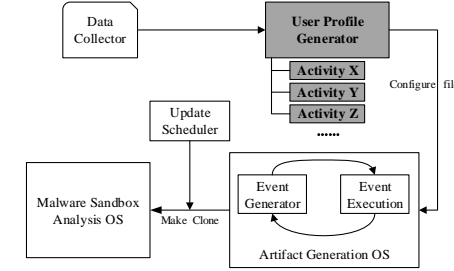 Data
Collector
User Profile
Generator
Activity X
Activity Y
Activity Z
......
Configure fil
Update
Scheduler
Malware Sandbox
Analysis OS
Make Clone
Event
Generator
Event
Execution
Artifact Generation OS